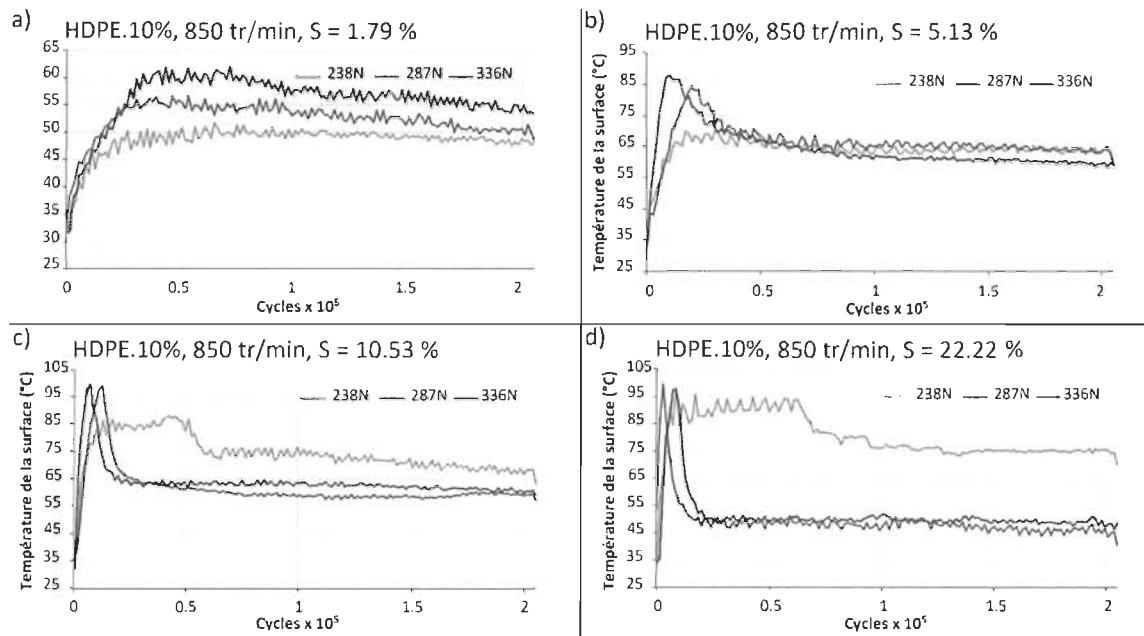 a)
HDPE.10%, 850 tr/min, S = 1.79 %
65
60
55
50
45
40
35
30
25
238N 287N 336N
0 0.5 1 1.5 2
Cycles x 10⁵
b)
HDPE.10%, 850 tr/min, S = 5.13 %
Température de la surface (°C)
95
85
75
65
55
45
35
25
238N 287N 336N
0 0.5 1 1.5 2
Cycles x 10⁵
c)
HDPE.10%, 850 tr/min, S = 10.53 %
Température de la surface (°C)
105
95
85
75
65
55
45
35
25
238N 287N 336N
0 0.5 1 1.5 2
Cycles x 10⁵
d)
HDPE.10%, 850 tr/min, S = 22.22 %
Température de la surface (°C)
105
95
85
75
65
55
45
35
25
238N 287N 336N
0 0.5 1 1.5 2
Cycles x 10⁵